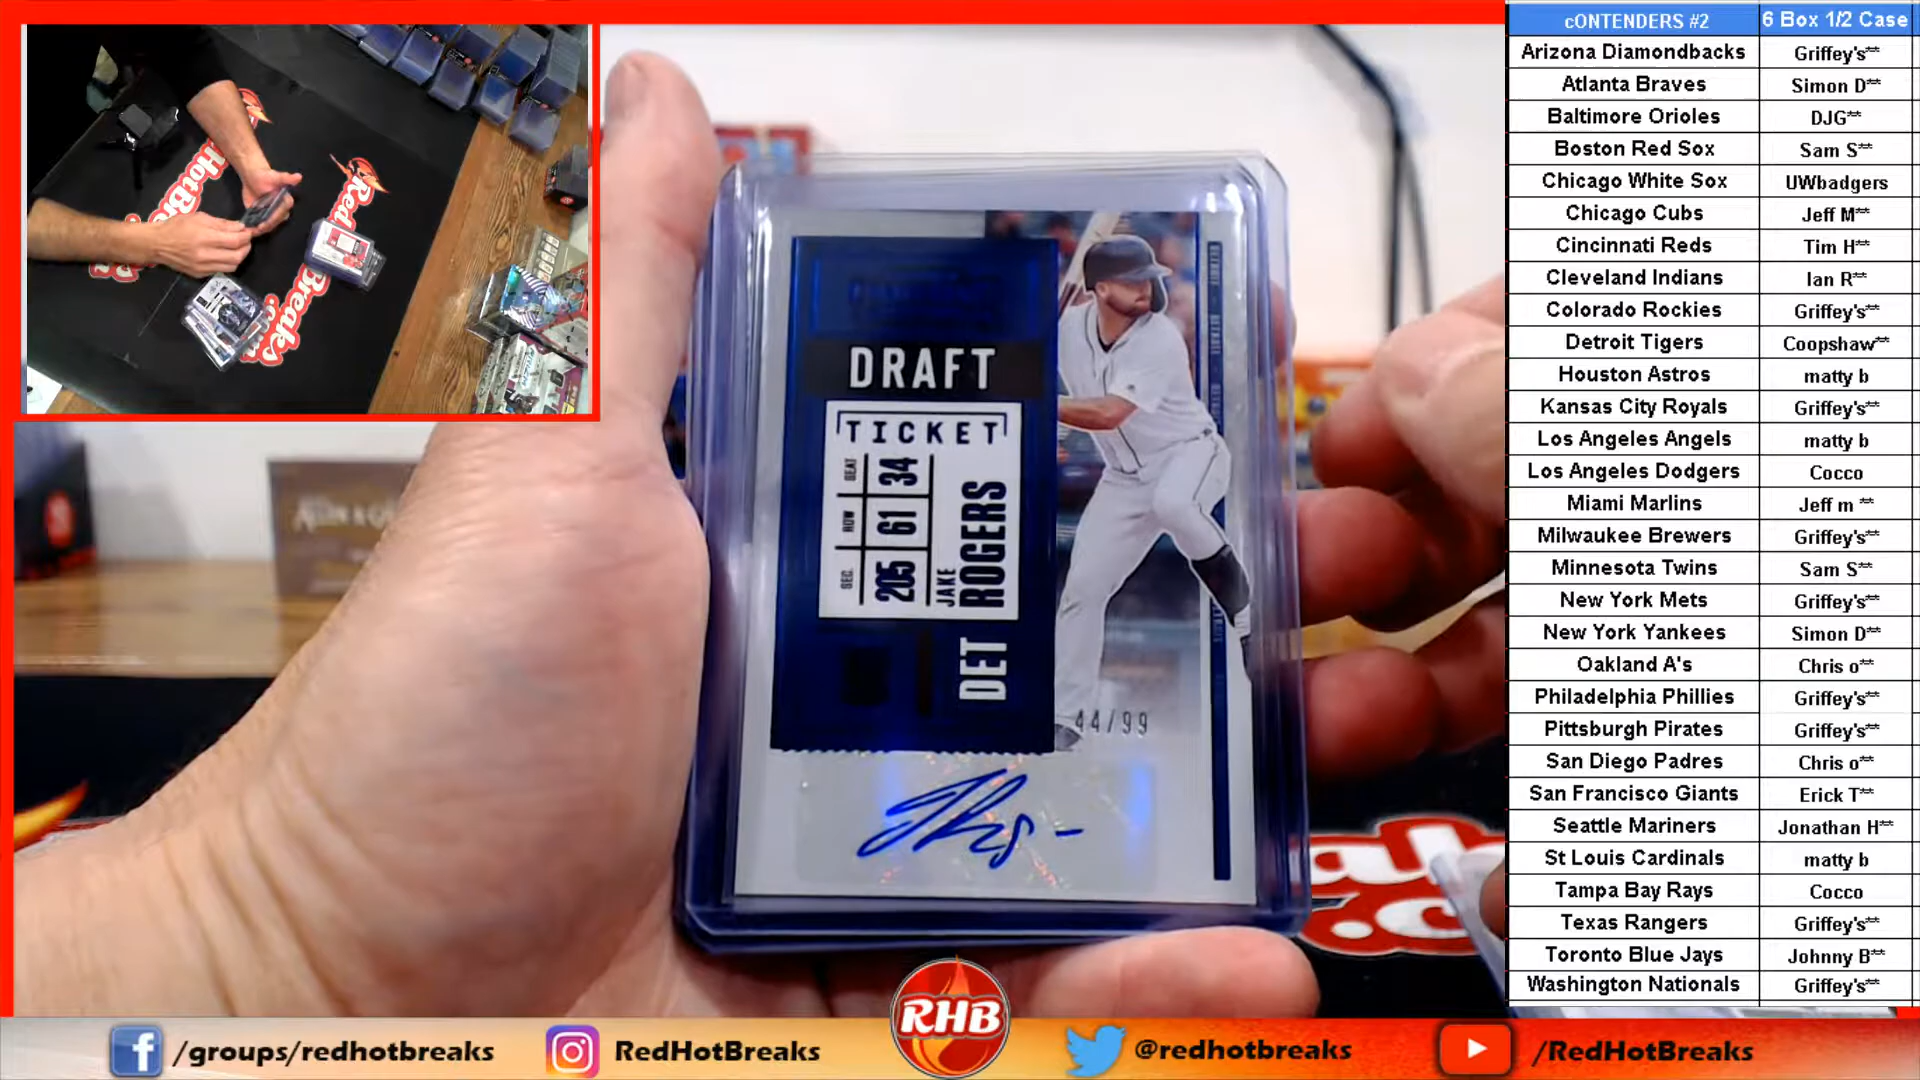 cONTENDERS #2 6 Box 1/2 Case
Arizona Diamondbacks Griffey's**
Atlanta Braves Simon D**
Baltimore Orioles DJG**
Boston Red Sox Sam S**
Chicago White Sox UWbadgers
Chicago Cubs Jeff M**
Cincinnati Reds Tim H**
Cleveland Indians Ian R**
Colorado Rockies Griffey's**
Detroit Tigers Coopshaw**
Houston Astros matty b
Kansas City Royals Griffey's**
Los Angeles Angels matty b
Los Angeles Dodgers Cocco
Miami Marlins Jeff m **
Milwaukee Brewers Griffey's**
Minnesota Twins Sam S**
New York Mets Griffey's**
New York Yankees Simon D**
Oakland A's Chris o**
Philadelphia Phillies Griffey's**
Pittsburgh Pirates Griffey's**
San Diego Padres Chris o**
San Francisco Giants Erick T**
Seattle Mariners Jonathan H**
St Louis Cardinals matty b
Tampa Bay Rays Cocco
Texas Rangers Griffey's**
Toronto Blue Jays Johnny B**
Washington Nationals Griffey's**
DRAFT
TICKET
SEC. ROW SEAT
205 61 34
JAKE
ROGERS
DET
44/99
Red
HotBreaks
RHB
/groups/redhotbreaks
RedHotBreaks
@redhotbreaks
/RedHotBreaks